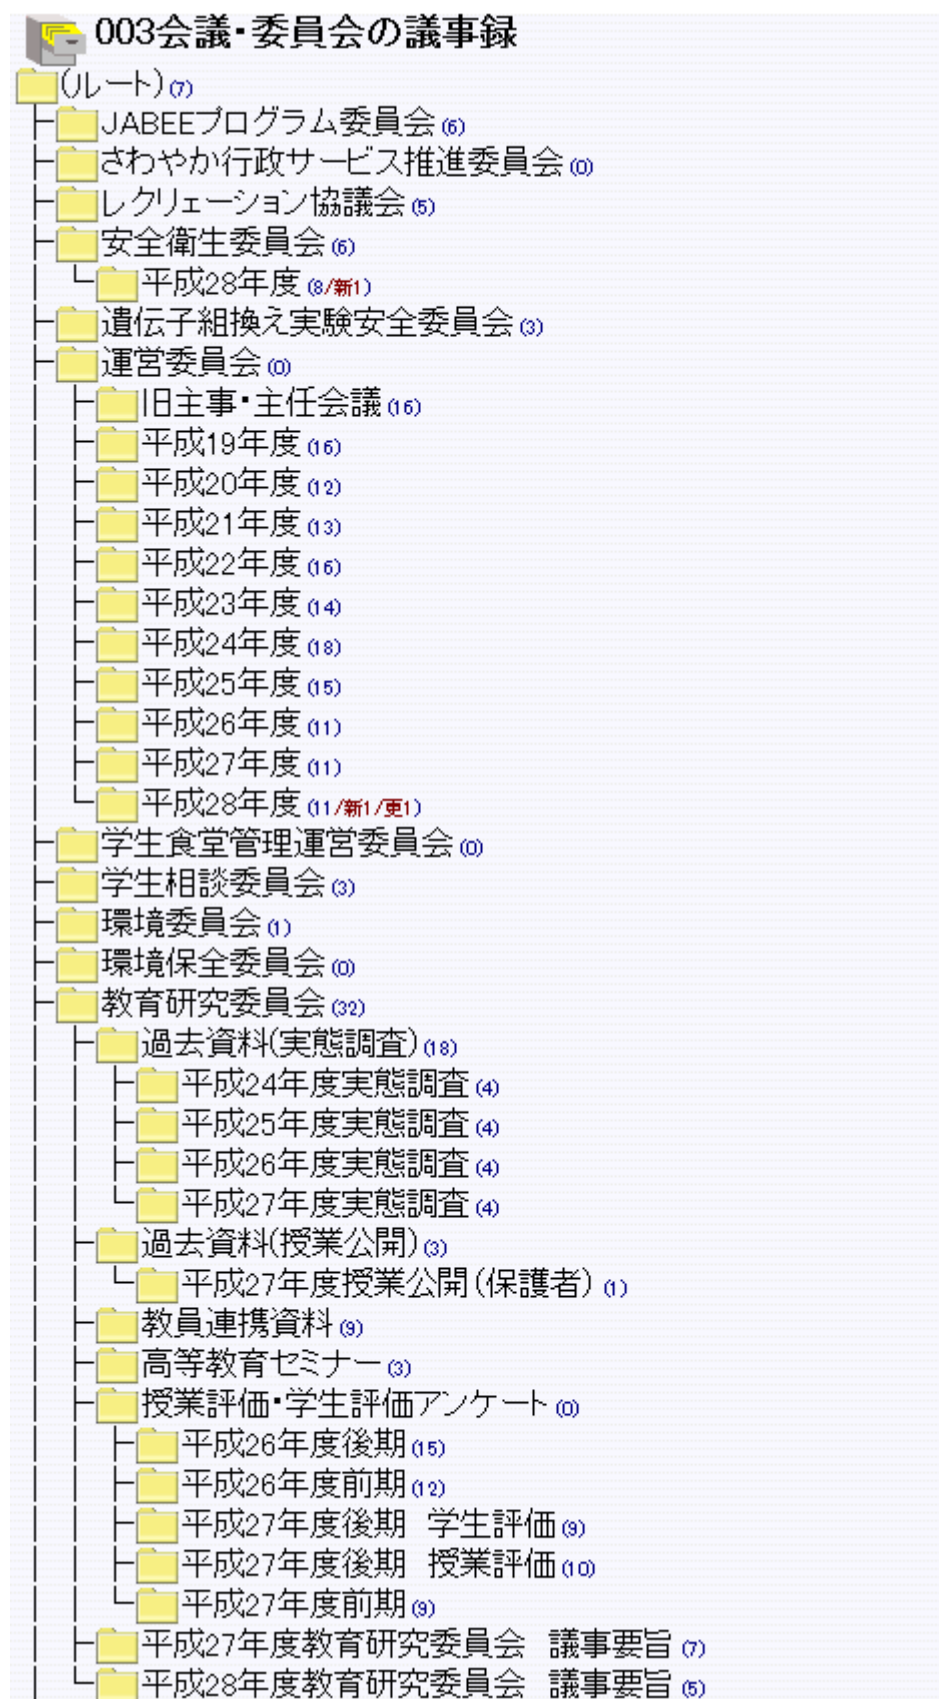 003会議・委員会の議事録
(ルート) (7)
JABEEプログラム委員会 (6)
さわやか行政サービス推進委員会 (0)
レクリェーション協議会 (5)
安全衛生委員会 (6)
平成28年度 (8/新1)
遺伝子組換え実験安全委員会 (3)
運営委員会 (0)
旧主事・主任会議 (16)
平成19年度 (16)
平成20年度 (12)
平成21年度 (13)
平成22年度 (16)
平成23年度 (14)
平成24年度 (18)
平成25年度 (15)
平成26年度 (11)
平成27年度 (11)
平成28年度 (11/新1/更1)
学生食堂管理運営委員会 (0)
学生相談委員会 (3)
環境委員会 (1)
環境保全委員会 (0)
教育研究委員会 (32)
過去資料(実態調査) (18)
平成24年度実態調査 (4)
平成25年度実態調査 (4)
平成26年度実態調査 (4)
平成27年度実態調査 (4)
過去資料(授業公開) (3)
平成27年度授業公開(保護者) (1)
教員連携資料 (9)
高等教育セミナー (3)
授業評価・学生評価アンケート (0)
平成26年度後期 (15)
平成26年度前期 (12)
平成27年度後期　学生評価 (9)
平成27年度後期　授業評価 (10)
平成27年度前期 (9)
平成27年度教育研究委員会　議事要旨 (7)
平成28年度教育研究委員会　議事要旨 (5)